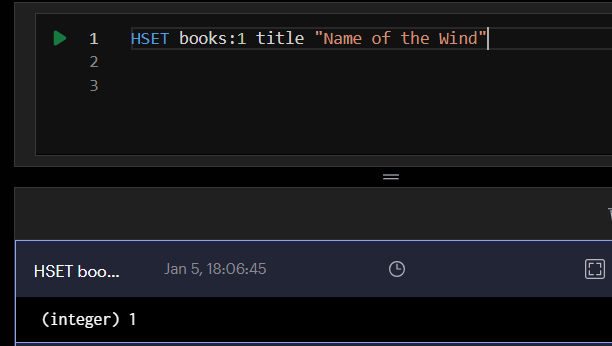 1 HSET books:1 title "Name of the Wind"
2
3
HSET boo... Jan 5, 18:06:45
(integer) 1